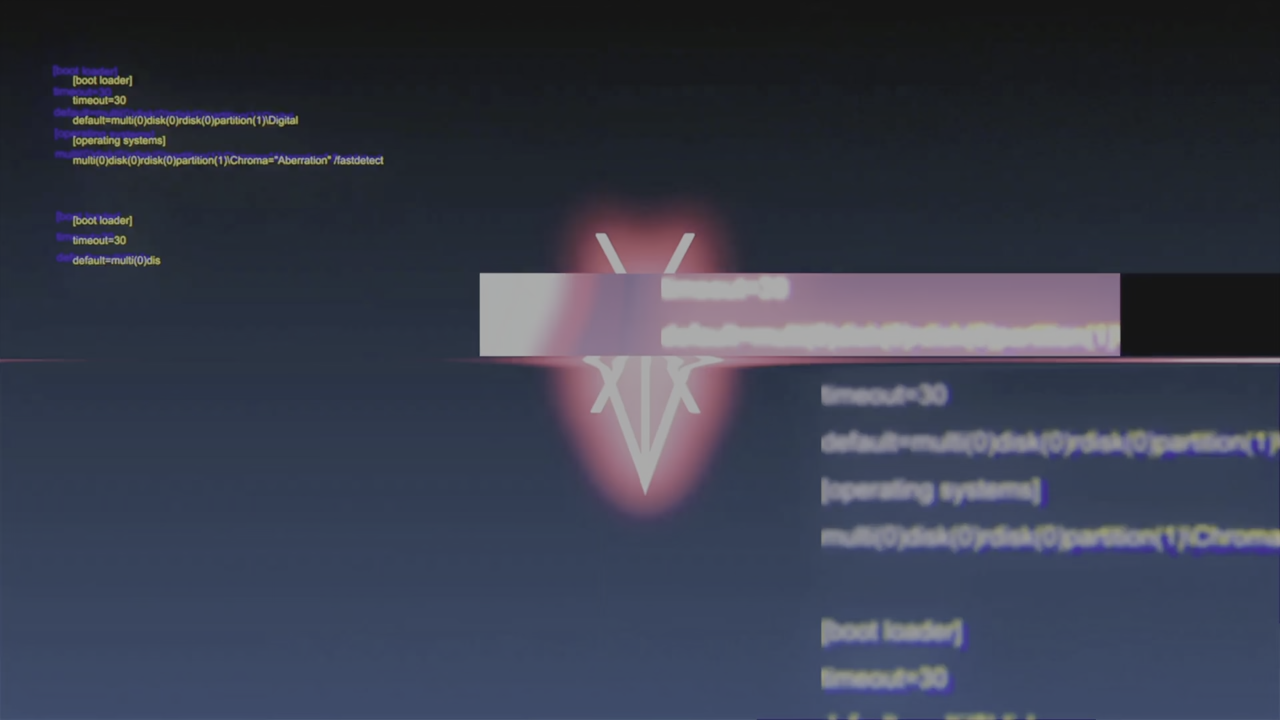 [boot loader]
timeout=30
default=multi(0)disk(0)rdisk(0)partition(1)\Digital
[operating systems]
multi(0)disk(0)rdisk(0)partition(1)\Chroma="Aberration" /fastdetect
[boot loader]
timeout=30
default=multi(0)dis
timeout=30
default=multi(0)disk(0)rdisk(0)partition(1)
timeout=30
default=multi(0)disk(0)rdisk(0)partition(1)
[operating systems]
multi(0)disk(0)rdisk(0)partition(1)\Chroma
[boot loader]
timeout=30